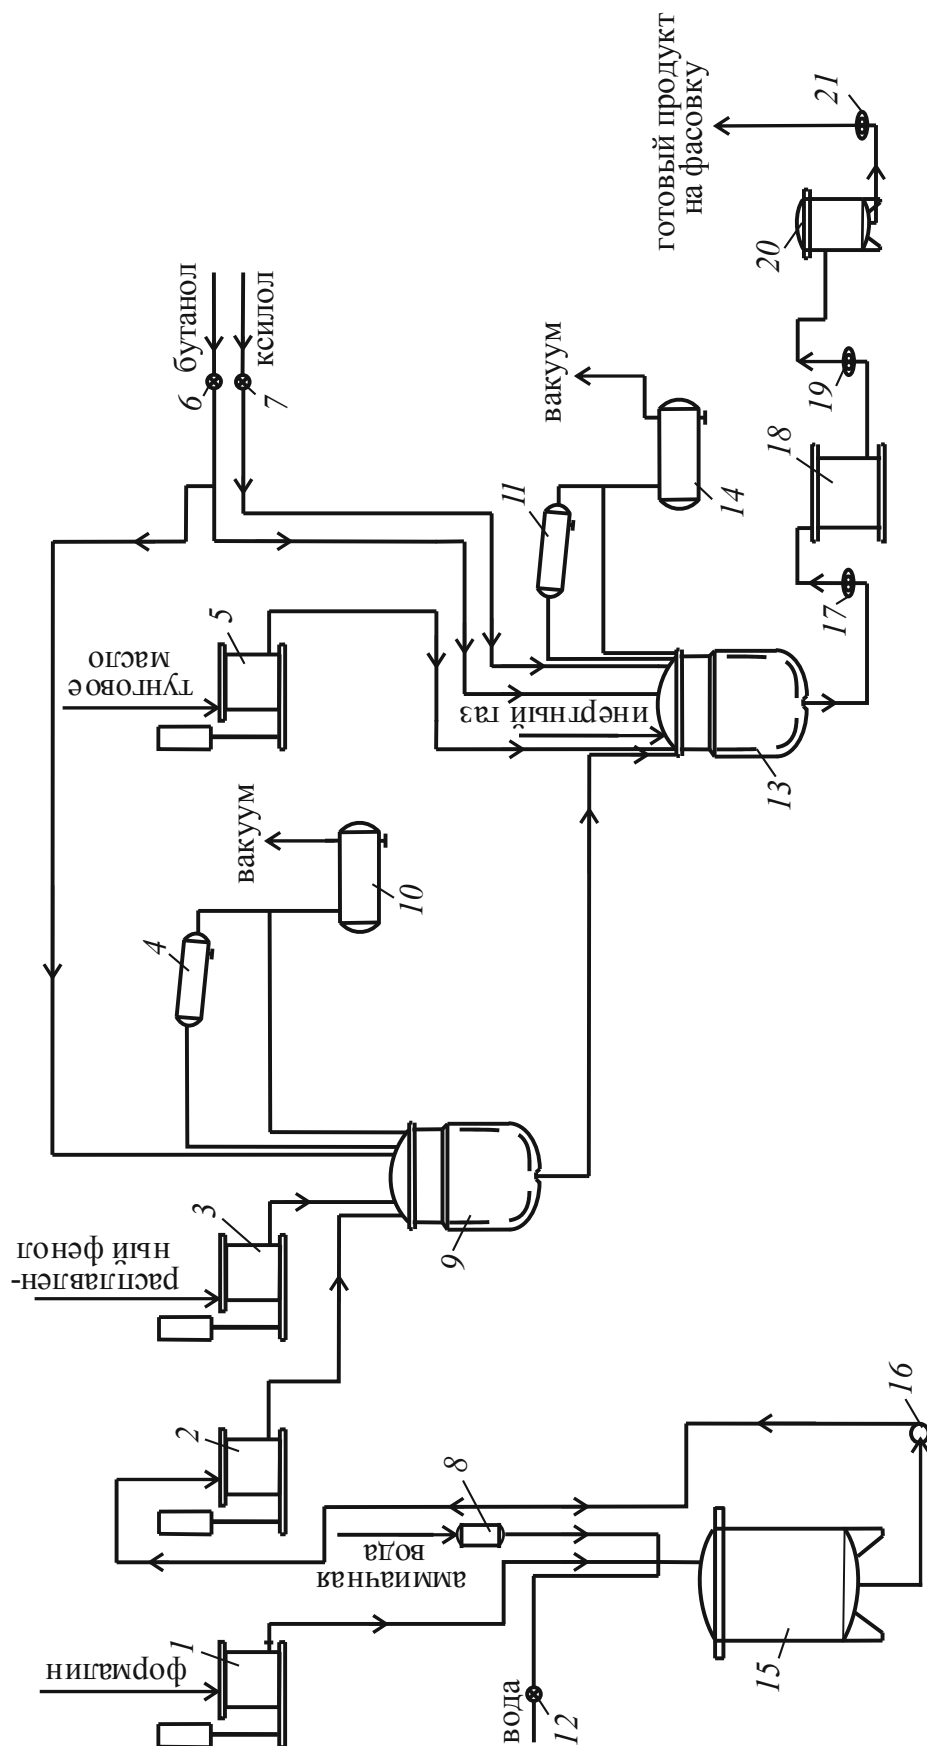 формалин
1
вода
12
аммиачная
вода
8
15
16
2
расплавлен-
ный фенол
3
9
4
вакуум
10
тунговое
масло
5
инертный газ
13
11
вакуум
14
6
бутанол
7
ксилол
17
18
19
20
21
готовый продукт
на фасовку